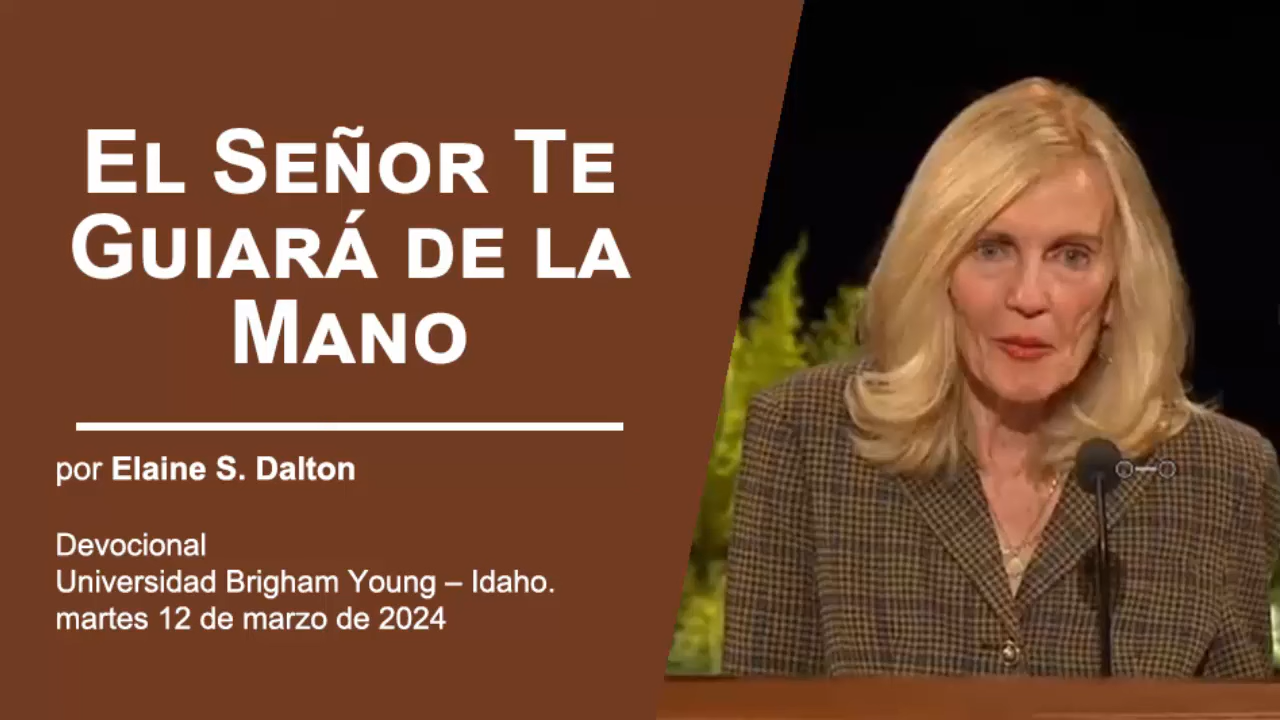 El Señor Te
Guiará de la
Mano
por Elaine S. Dalton
Devocional
Universidad Brigham Young – Idaho.
martes 12 de marzo de 2024